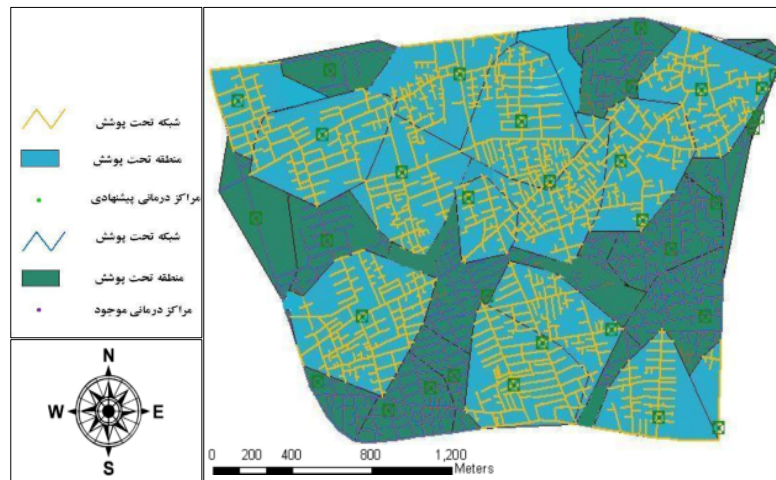 شبکه تحت پوشش
منطقه تحت پوشش
مراکز درمانی پیشنهادی
شبکه تحت پوشش
منطقه تحت پوشش
مراکز درمانی موجود
N
W E
S
0 200 400 800 1,200
Meters